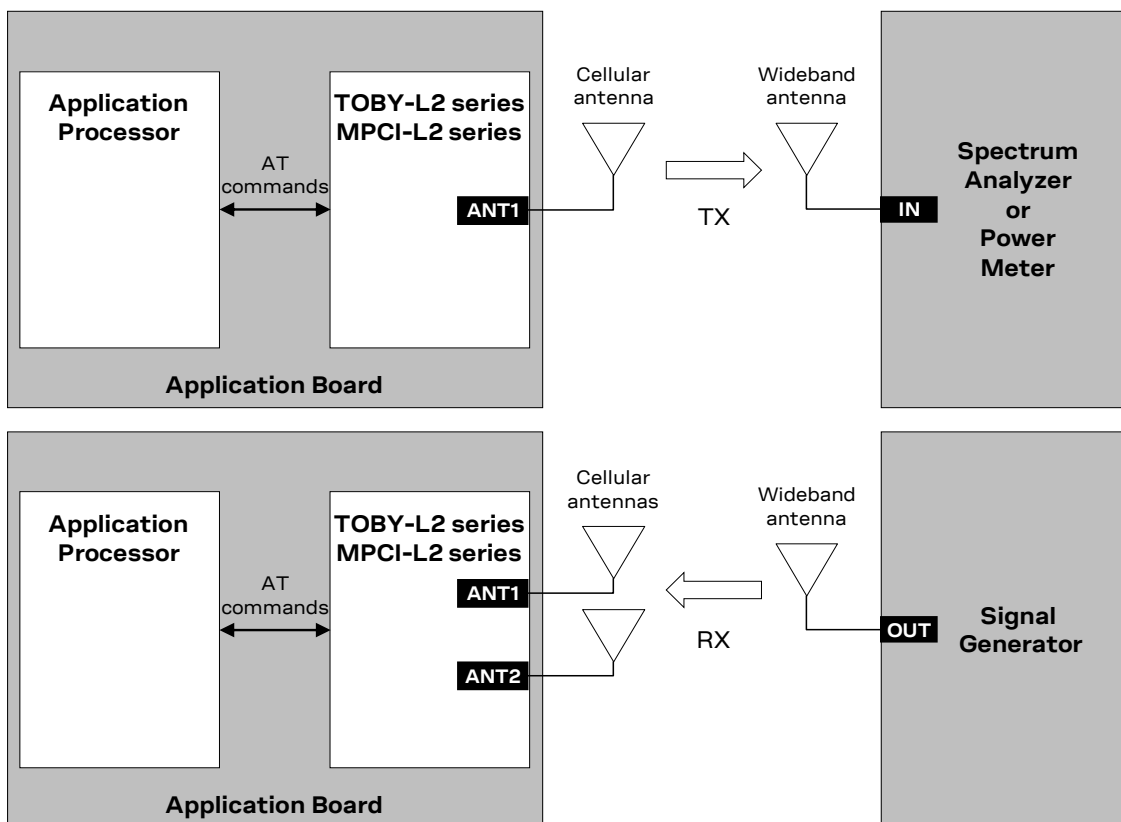 Application
Processor
AT
commands
TOBY-L2 series
MPCI-L2 series
ANT1
Application Board
Cellular
antenna
TX
Wideband
antenna
IN
Spectrum
Analyzer
or
Power
Meter
Application
Processor
AT
commands
TOBY-L2 series
MPCI-L2 series
ANT1
ANT2
Application Board
Cellular
antennas
RX
Wideband
antenna
OUT
Signal
Generator